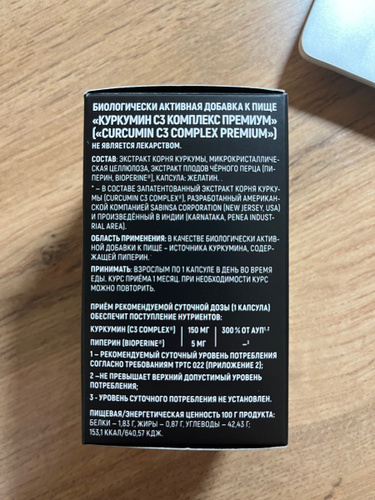 БИОЛОГИЧЕСКИ АКТИВНАЯ ДОБАВКА К ПИЩЕ
«КУРКУМИН С3 КОМПЛЕКС ПРЕМИУМ»
(«CURCUMIN C3 COMPLEX PREMIUM»)
НЕ ЯВЛЯЕТСЯ ЛЕКАРСТВОМ.
СОСТАВ: ЭКСТРАКТ КОРНЯ КУРКУМЫ, МИКРОКРИСТАЛЛИЧЕ-
СКАЯ ЦЕЛЛЮЛОЗА, ЭКСТРАКТ ПЛОДОВ ЧЁРНОГО ПЕРЦА (ПИ-
ПЕРИН, BIOPERINE®), КАПСУЛА: ЖЕЛАТИН.
* – В СОСТАВЕ ЗАПАТЕНТОВАННЫЙ ЭКСТРАКТ КОРНЯ КУРКУ-
МЫ (CURCUMIN C3 COMPLEX®), РАЗРАБОТАННЫЙ АМЕРИКАН-
СКОЙ КОМПАНИЕЙ SABINSA CORPORATION (NEW JERSEY, USA)
И ПРОИЗВЕДЁННЫЙ В ИНДИИ (KARNATAKA, PENEA INDUST-
RIAL AREA).
ОБЛАСТЬ ПРИМЕНЕНИЯ: В КАЧЕСТВЕ БИОЛОГИЧЕСКИ АКТИВ-
НОЙ ДОБАВКИ К ПИЩЕ – ИСТОЧНИКА КУРКУМИНА, СОДЕР-
ЖАЩЕЙ ПИПЕРИН.
ПРИНИМАТЬ: ВЗРОСЛЫМ ПО 1 КАПСУЛЕ В ДЕНЬ ВО ВРЕМЯ
ЕДЫ. КУРС ПРИЁМА 1 МЕСЯЦ. ПРИ НЕОБХОДИМОСТИ КУРС
МОЖНО ПОВТОРИТЬ.
ПРИЁМ РЕКОМЕНДУЕМОЙ СУТОЧНОЙ ДОЗЫ (1 КАПСУЛА)
ОБЕСПЕЧИТ ПОСТУПЛЕНИЕ НУТРИЕНТОВ:
КУРКУМИН (C3 COMPLEX®) 150 МГ 300 % ОТ АУП¹·²
ПИПЕРИН (BIOPERINE®) 5 МГ –³
1 – РЕКОМЕНДУЕМЫЙ СУТОЧНЫЙ УРОВЕНЬ ПОТРЕБЛЕНИЯ
СОГЛАСНО ТРЕБОВАНИЯМ ТРТС 022 (ПРИЛОЖЕНИЕ 2);
2 –НЕ ПРЕВЫШАЕТ ВЕРХНИЙ ДОПУСТИМЫЙ УРОВЕНЬ
ПОТРЕБЛЕНИЯ;
3 - УРОВЕНЬ СУТОЧНОГО ПОТРЕБЛЕНИЯ НЕ УСТАНОВЛЕН.
ПИЩЕВАЯ/ЭНЕРГЕТИЧЕСКАЯ ЦЕННОСТЬ 100 Г ПРОДУКТА:
БЕЛКИ - 1,83 Г, ЖИРЫ - 0,87 Г, УГЛЕВОДЫ - 42,43 Г;
153,1 ККАЛ/640,57 КДЖ.